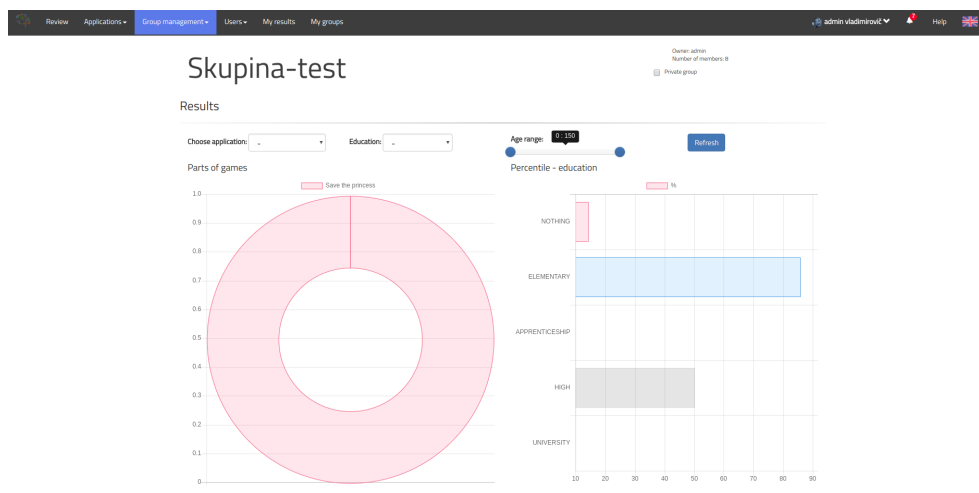 Review Applications Group management Users My results My groups admin vladimirovič 7 Help
Skupina-test
Owner: admin
Number of members: 8
Private group
Results
Choose application: - Education: - Age range: 0 : 150 Refresh
Parts of games
Save the princess
1.0
0.9
0.8
0.7
0.6
0.5
0.4
0.3
0.2
0.1
0
Percentile - education
%
NOTHING
ELEMENTARY
APPRENTICESHIP
HIGH
UNIVERSITY
10 20 30 40 50 60 70 80 90